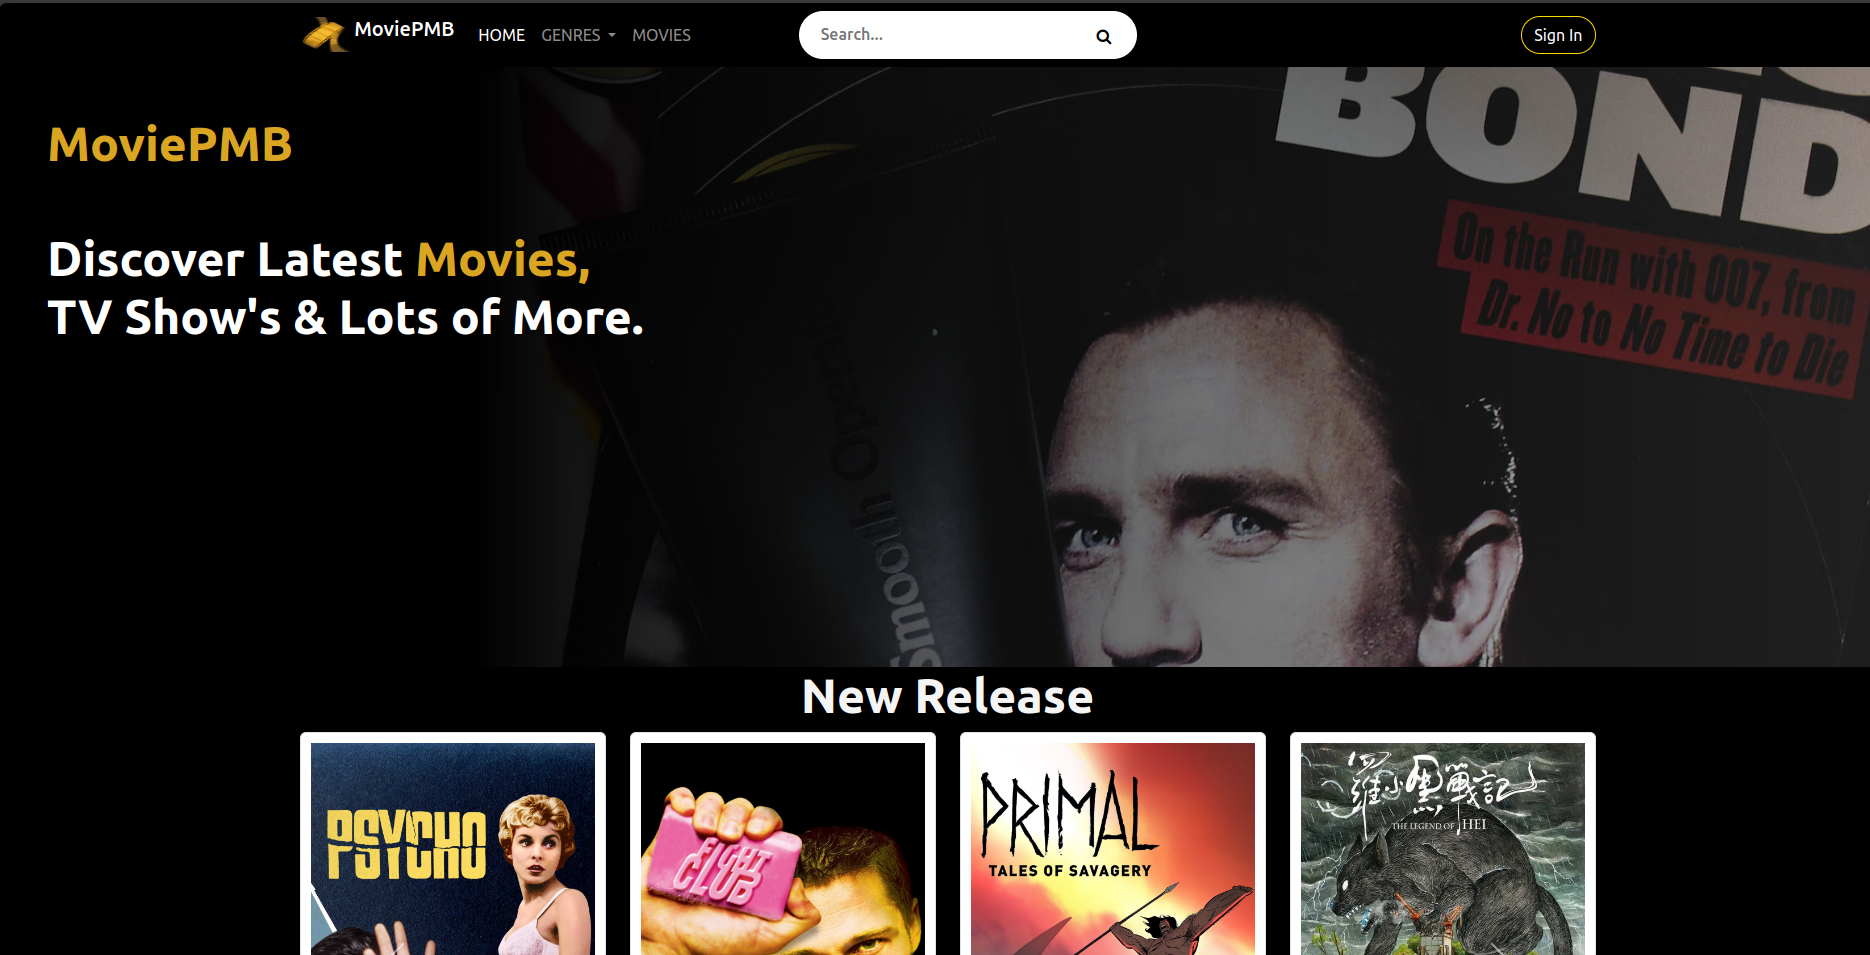 MoviePMB HOME GENRES MOVIES Search... Sign In
MoviePMB
Discover Latest Movies,
TV Show's & Lots of More.
BOND
On the Run with 007, from
Dr. No to No Time to Die
Smooth Operator
New Release
PSYCHO
FIGHT
CLUB
PRIMAL
TALES OF SAVAGERY
羅小黑戰記
THE LEGEND OF HEI